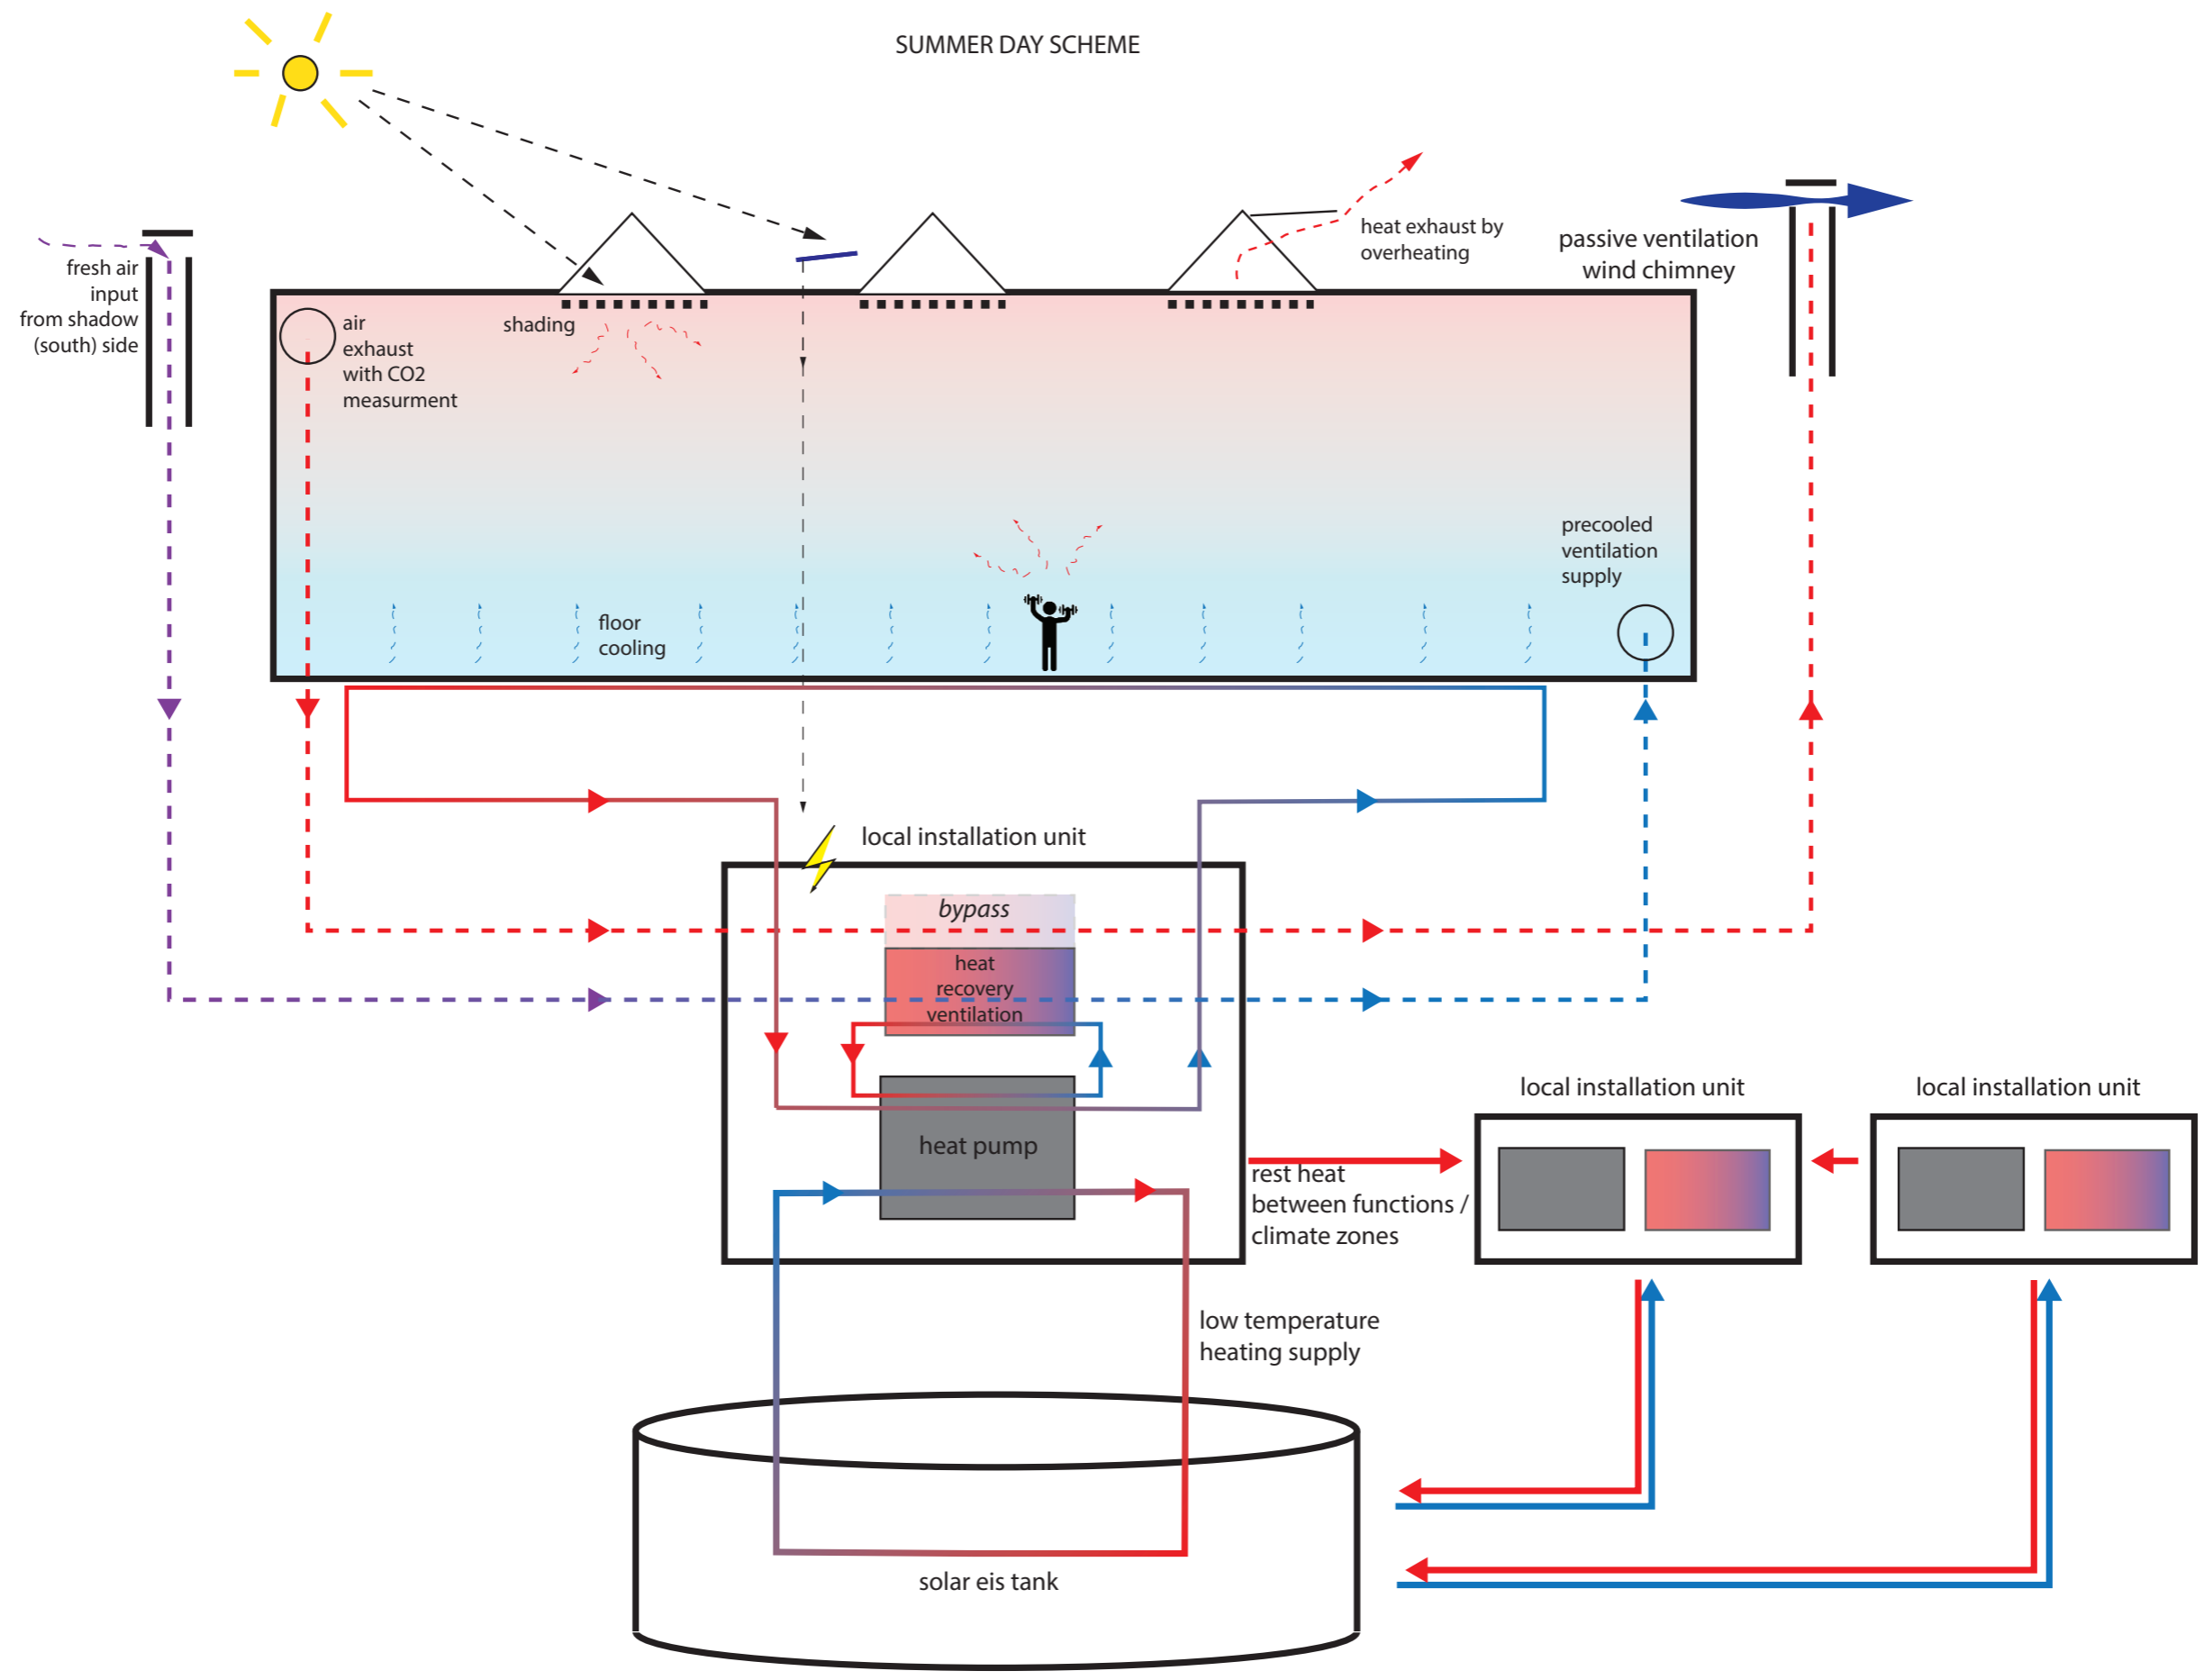 SUMMER DAY SCHEME
fresh air
input
from shadow
(south) side
air
exhaust
with CO2
measurment
shading
heat exhaust by
overheating
passive ventilation
wind chimney
precooled
ventilation
supply
floor
cooling
local installation unit
bypass
heat
recovery
ventilation
heat pump
rest heat
between functions /
climate zones
local installation unit
local installation unit
low temperature
heating supply
solar eis tank